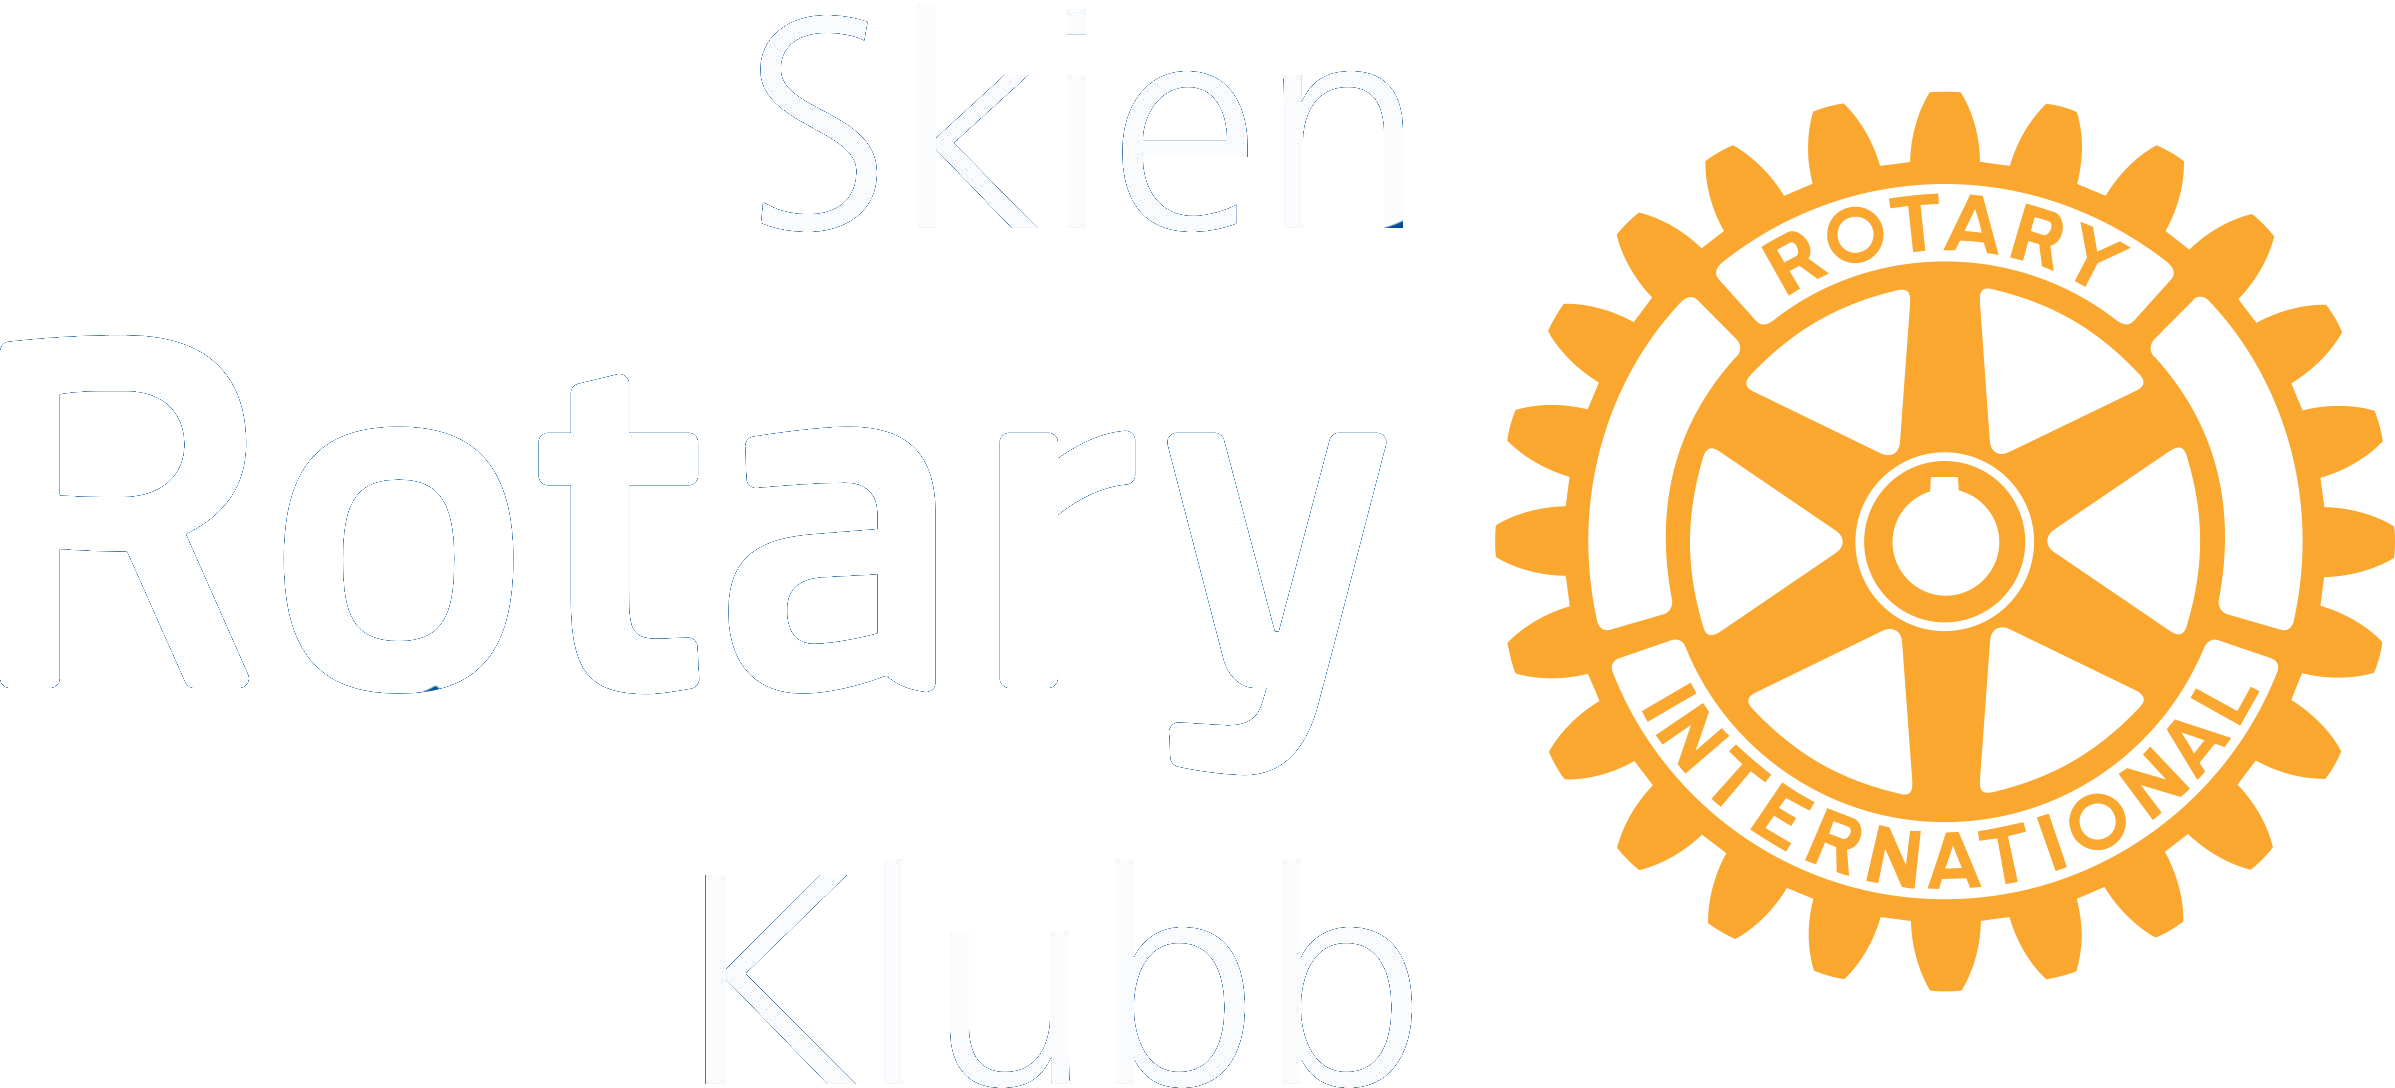 Skien
Rotary
Klubb
ROTARY
INTERNATIONAL